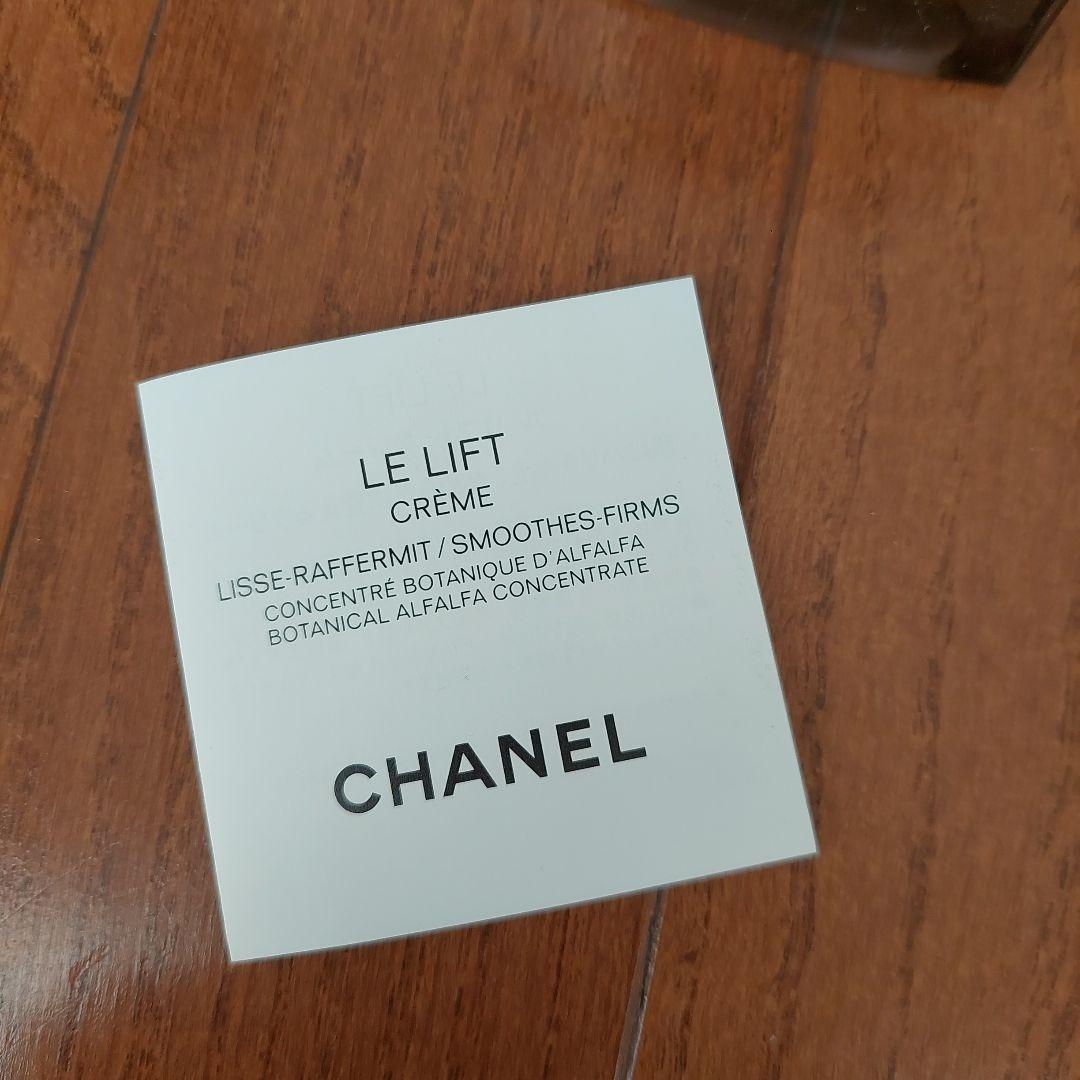 LE LIFT
CRÈME
LISSE-RAFFERMIT / SMOOTHES-FIRMS
CONCENTRÉ BOTANIQUE D'ALFALFA
BOTANICAL ALFALFA CONCENTRATE
CHANEL